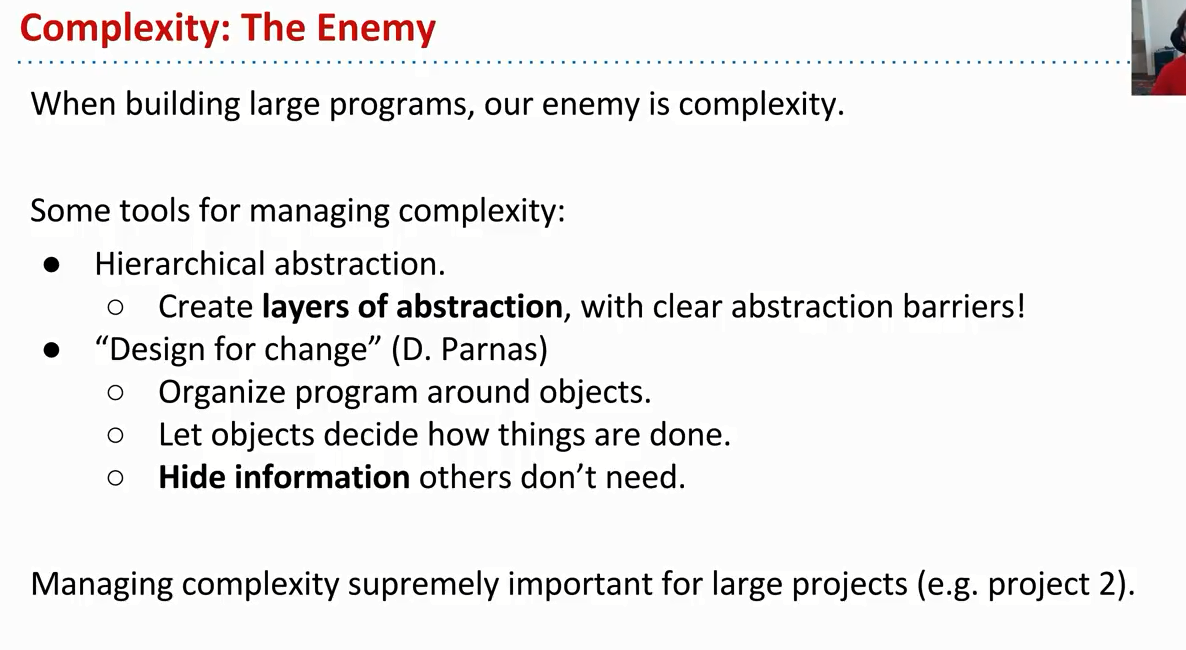 Complexity: The Enemy
When building large programs, our enemy is complexity.
Some tools for managing complexity:
● Hierarchical abstraction.
○ Create layers of abstraction, with clear abstraction barriers!
● “Design for change” (D. Parnas)
○ Organize program around objects.
○ Let objects decide how things are done.
○ Hide information others don’t need.
Managing complexity supremely important for large projects (e.g. project 2).